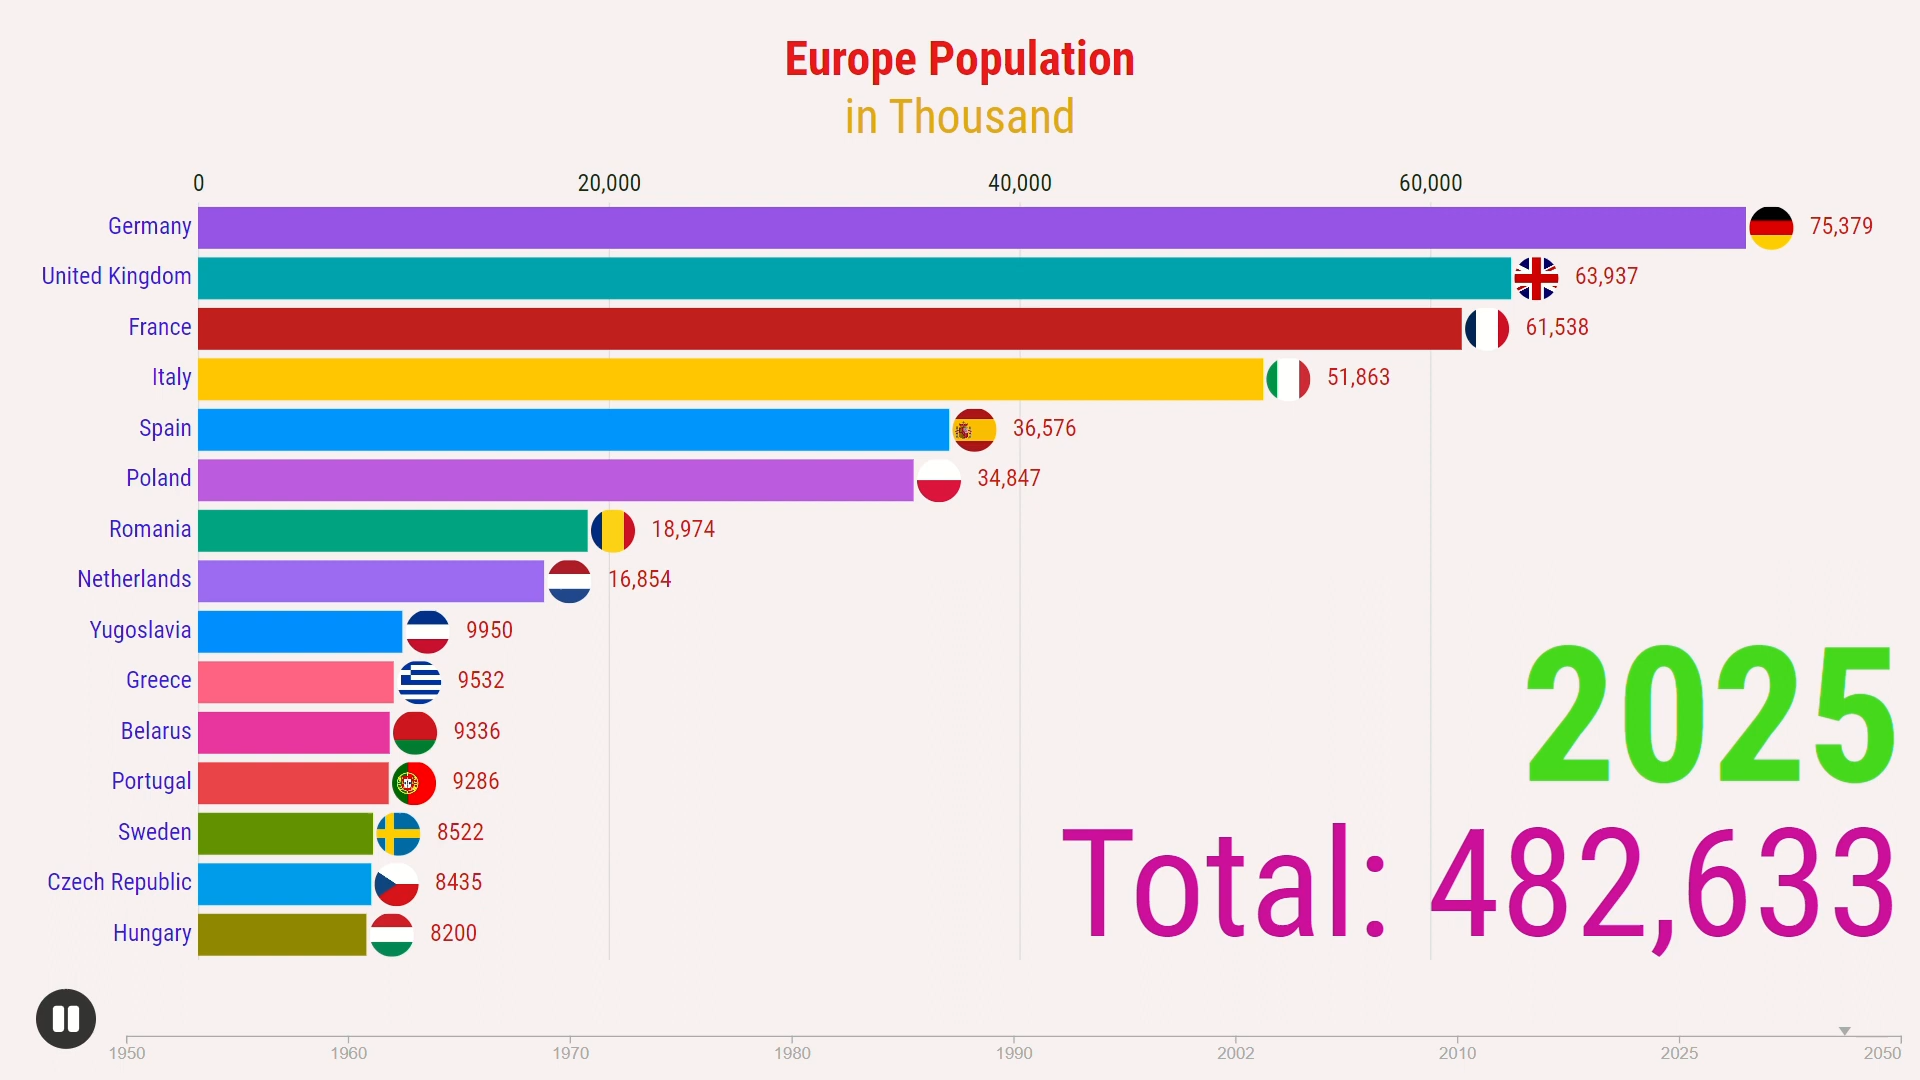 Europe Population
in Thousand
0 20,000 40,000 60,000
Germany 75,379
United Kingdom 63,937
France 61,538
Italy 51,863
Spain 36,576
Poland 34,847
Romania 18,974
Netherlands 16,854
Yugoslavia 9950
Greece 9532
Belarus 9336
Portugal 9286
Sweden 8522
Czech Republic 8435
Hungary 8200
2025
Total: 482,633
1950 1960 1970 1980 1990 2002 2010 2025 2050